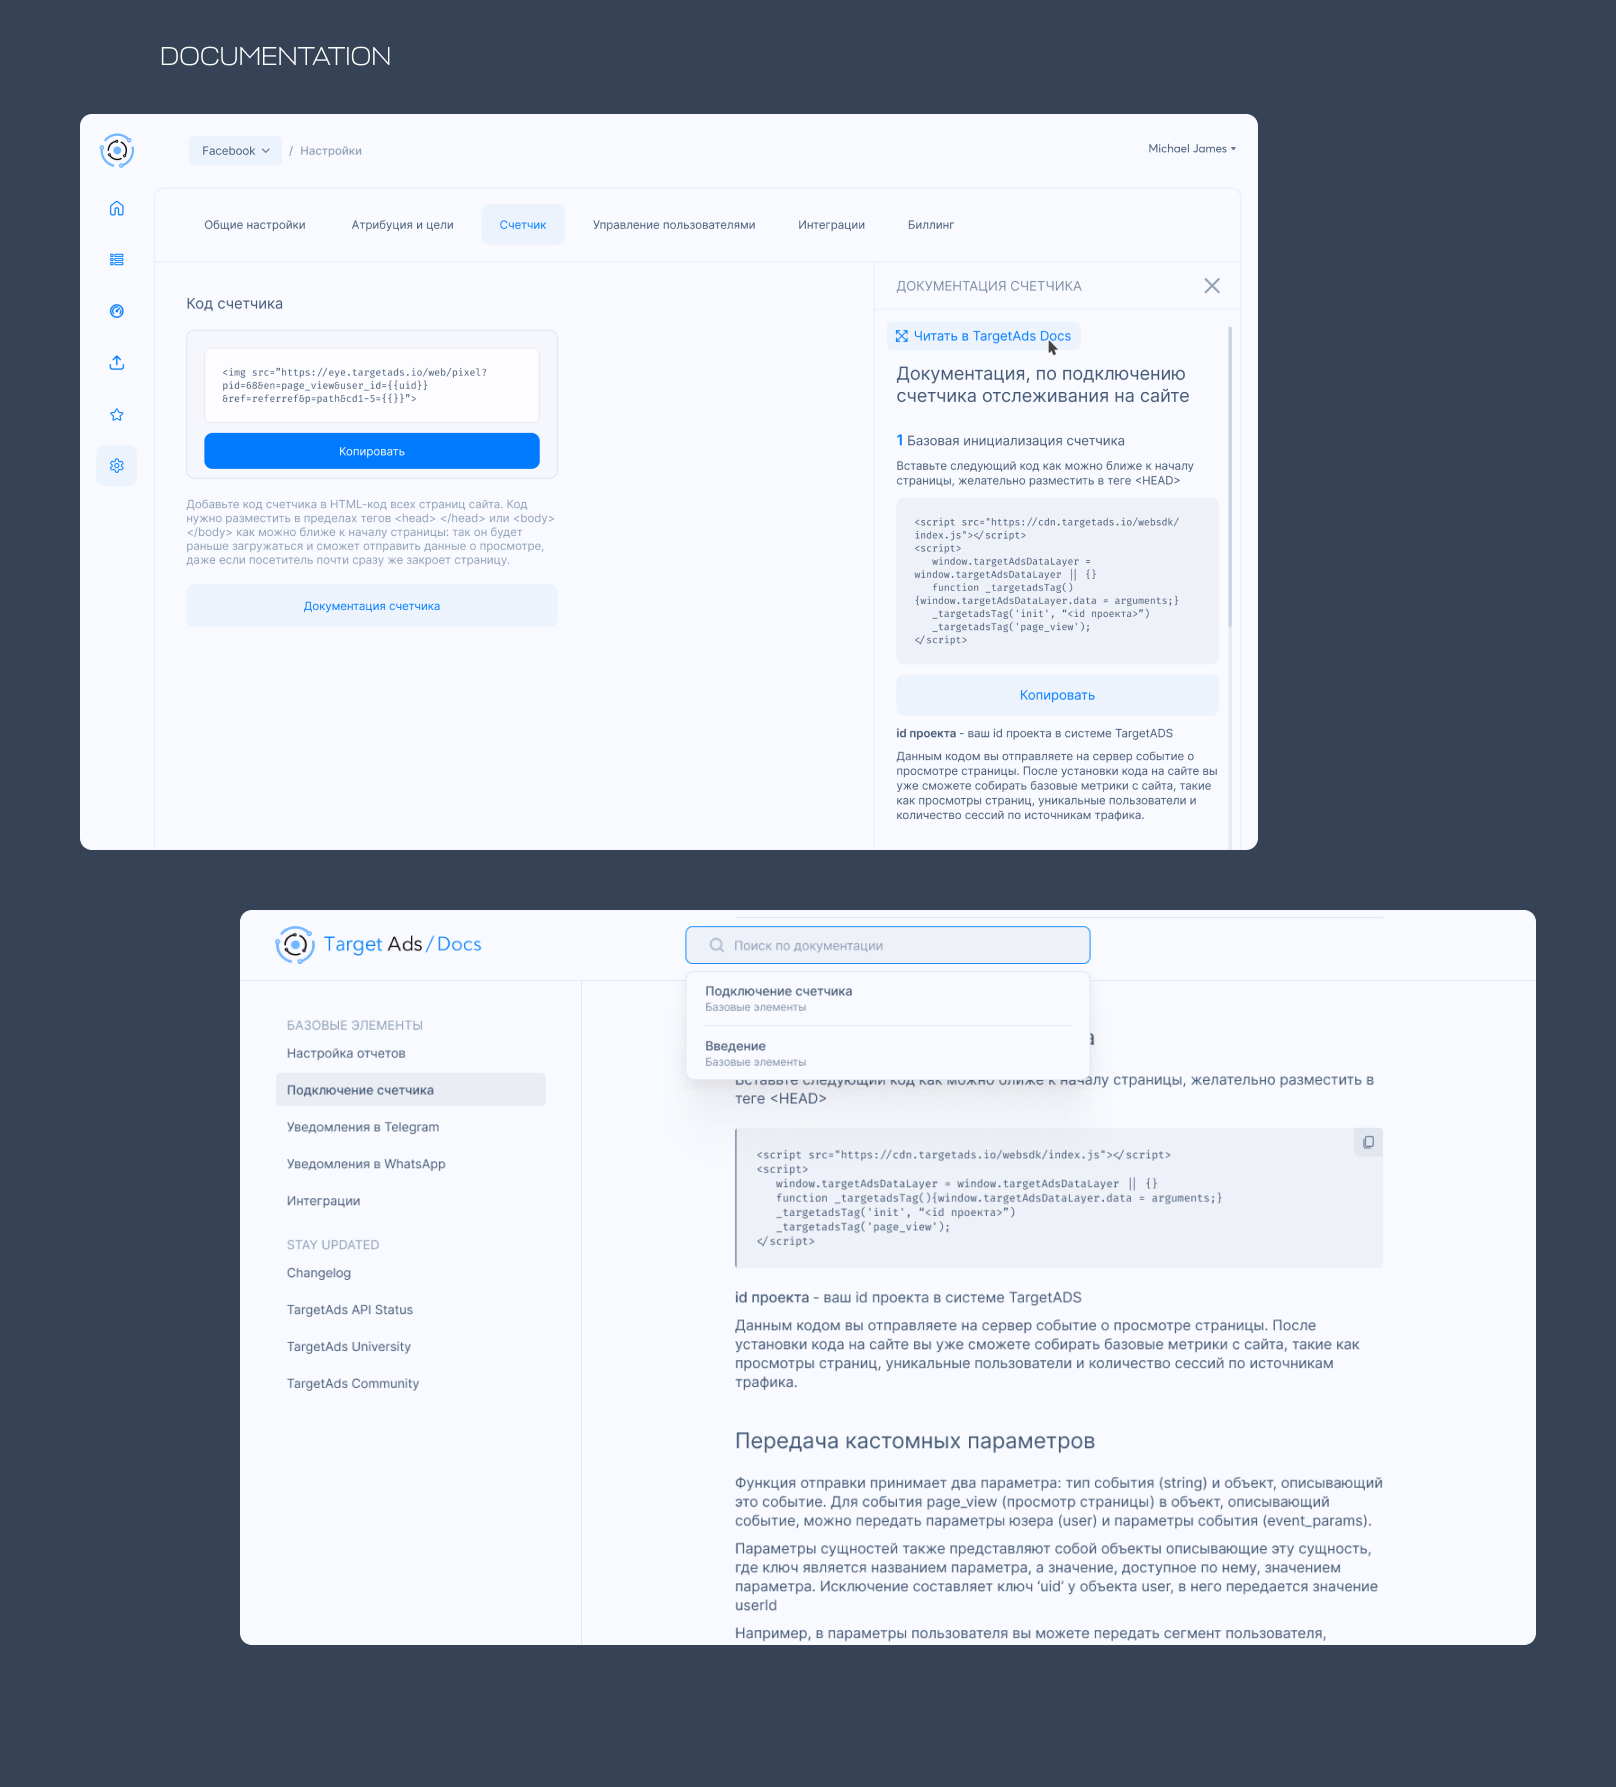 DOCUMENTATION
Facebook / Настройки
Michael James
Общие настройки Атрибуция и цели Счетчик Управление пользователями Интеграции Биллинг
Код счетчика
<img src=”https://eye.targetads.io/web/pixel?
pid=68&en=page_view&user_id={{uid}}
&ref=referref&p=path&cd1-5={{}}”>
Копировать
Добавьте код счетчика в HTML-код всех страниц сайта. Код
нужно разместить в пределах тегов <head> </head> или <body>
</body> как можно ближе к началу страницы: так он будет
раньше загружаться и сможет отправить данные о просмотре,
даже если посетитель почти сразу же закроет страницу.
Документация счетчика
ДОКУМЕНТАЦИЯ СЧЕТЧИКА
Читать в TargetAds Docs
Документация, по подключению
счетчика отслеживания на сайте
1 Базовая инициализация счетчика
Вставьте следующий код как можно ближе к началу
страницы, желательно разместить в теге <HEAD>
<script src="https://cdn.targetads.io/websdk/
index.js"></script>
<script>
window.targetAdsDataLayer =
window.targetAdsDataLayer || {}
function _targetadsTag()
{window.targetAdsDataLayer.data = arguments;}
_targetadsTag('init', “<id проекта>”)
_targetadsTag('page_view');
</script>
Копировать
id проекта - ваш id проекта в системе TargetADS
Данным кодом вы отправляете на сервер событие о
просмотре страницы. После установки кода на сайте вы
уже сможете собирать базовые метрики с сайта, такие
как просмотры страниц, уникальные пользователи и
количество сессий по источникам трафика.
Target Ads/Docs
Поиск по документации
Подключение счетчика
Базовые элементы
Введение
Базовые элементы
БАЗОВЫЕ ЭЛЕМЕНТЫ
Настройка отчетов
Подключение счетчика
Уведомления в Telegram
Уведомления в WhatsApp
Интеграции
STAY UPDATED
Changelog
TargetAds API Status
TargetAds University
TargetAds Community
а
Вставьте следующий код как можно ближе к началу страницы, желательно разместить в
теге <HEAD>
<script src="https://cdn.targetads.io/websdk/index.js"></script>
<script>
window.targetAdsDataLayer = window.targetAdsDataLayer || {}
function _targetadsTag(){window.targetAdsDataLayer.data = arguments;}
_targetadsTag('init', “<id проекта>”)
_targetadsTag('page_view');
</script>
id проекта - ваш id проекта в системе TargetADS
Данным кодом вы отправляете на сервер событие о просмотре страницы. После
установки кода на сайте вы уже сможете собирать базовые метрики с сайта, такие как
просмотры страниц, уникальные пользователи и количество сессий по источникам
трафика.
Передача кастомных параметров
Функция отправки принимает два параметра: тип события (string) и объект, описывающий
это событие. Для события page_view (просмотр страницы) в объект, описывающий
событие, можно передать параметры юзера (user) и параметры события (event_params).
Параметры сущностей также представляют собой объекты описывающие эту сущность,
где ключ является названием параметра, а значение, доступное по нему, значением
параметра. Исключение составляет ключ ‘uid’ у объекта user, в него передается значение
userId
Например, в параметры пользователя вы можете передать сегмент пользователя,